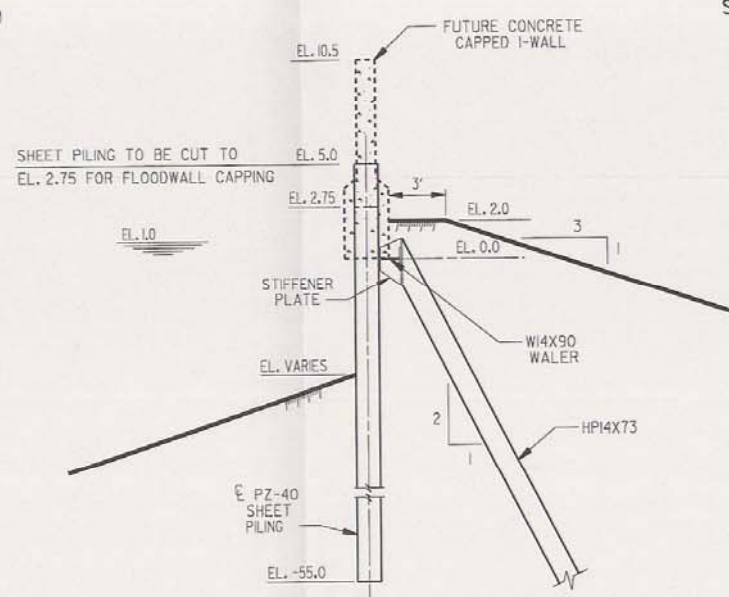 FUTURE CONCRETE
CAPPED I-WALL
EL. 10.5
SHEET PILING TO BE CUT TO
EL. 2.75 FOR FLOODWALL CAPPING
EL. 5.0
3'
EL. 2.75
EL. 2.0
3
1
EL. 1.0
EL. 0.0
STIFFENER
PLATE
W14X90
WALER
EL. VARIES
2
1
HP14X73
℄ PZ-40
SHEET
PILING
EL. -55.0